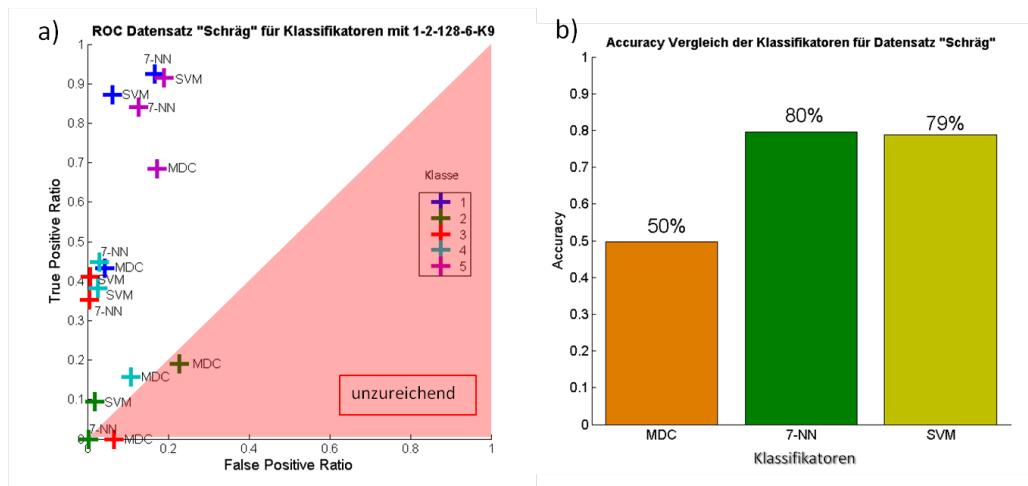 a)
ROC Datensatz "Schräg" für Klassifikatoren mit 1-2-128-6-K9
True Positive Ratio
1
0.9
0.8
0.7
0.6
0.5
0.4
0.3
0.2
0.1
0
7-NN
SVM
SVM
7-NN
MDC
7-NN
MDC
SVM
SVM
7-NN
MDC
MDC
SVM
7-NN
MDC
Klasse
1
2
3
4
5
unzureichend
0.2
0.4
0.6
0.8
1
False Positive Ratio
b)
Accuracy Vergleich der Klassifikatoren für Datensatz "Schräg"
Accuracy
1
0.9
0.8
0.7
0.6
0.5
0.4
0.3
0.2
0.1
0
50%
80%
79%
MDC
7-NN
SVM
Klassifikatoren